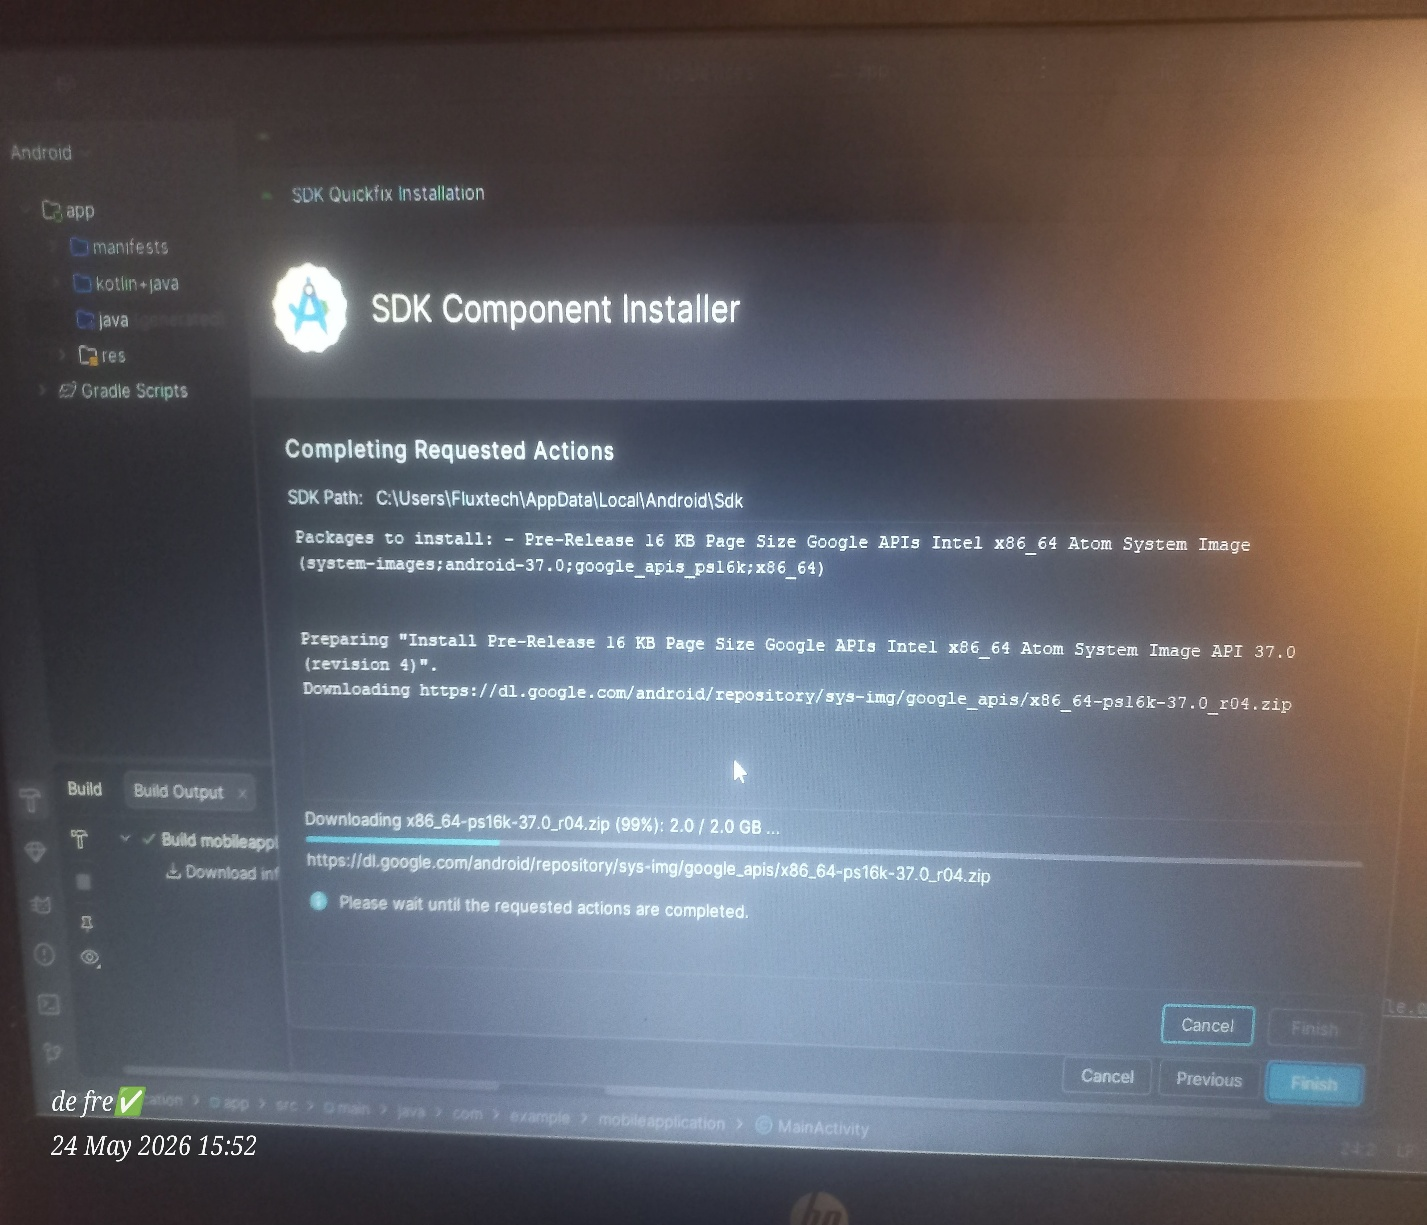 Android
app
manifests
kotlin+java
java (generated)
res
Gradle Scripts
SDK Quickfix Installation
SDK Component Installer
Completing Requested Actions
SDK Path: C:\Users\Fluxtech\AppData\Local\Android\Sdk
Packages to install: - Pre-Release 16 KB Page Size Google APIs Intel x86_64 Atom System Image
(system-images;android-37.0;google_apis_ps16k;x86_64)
Preparing "Install Pre-Release 16 KB Page Size Google APIs Intel x86_64 Atom System Image API 37.0
(revision 4)".
Downloading https://dl.google.com/android/repository/sys-img/google_apis/x86_64-ps16k-37.0_r04.zip
Build
Build Output ×
Build mobileappl
Download inf
Downloading x86_64-ps16k-37.0_r04.zip (99%): 2.0 / 2.0 GB ...
https://dl.google.com/android/repository/sys-img/google_apis/x86_64-ps16k-37.0_r04.zip
Please wait until the requested actions are completed.
Cancel Finish
Cancel Previous Finish
ation > app > src > main > java > com > example > mobileapplication > MainActivity
de fre✅
24 May 2026 15:52
hp